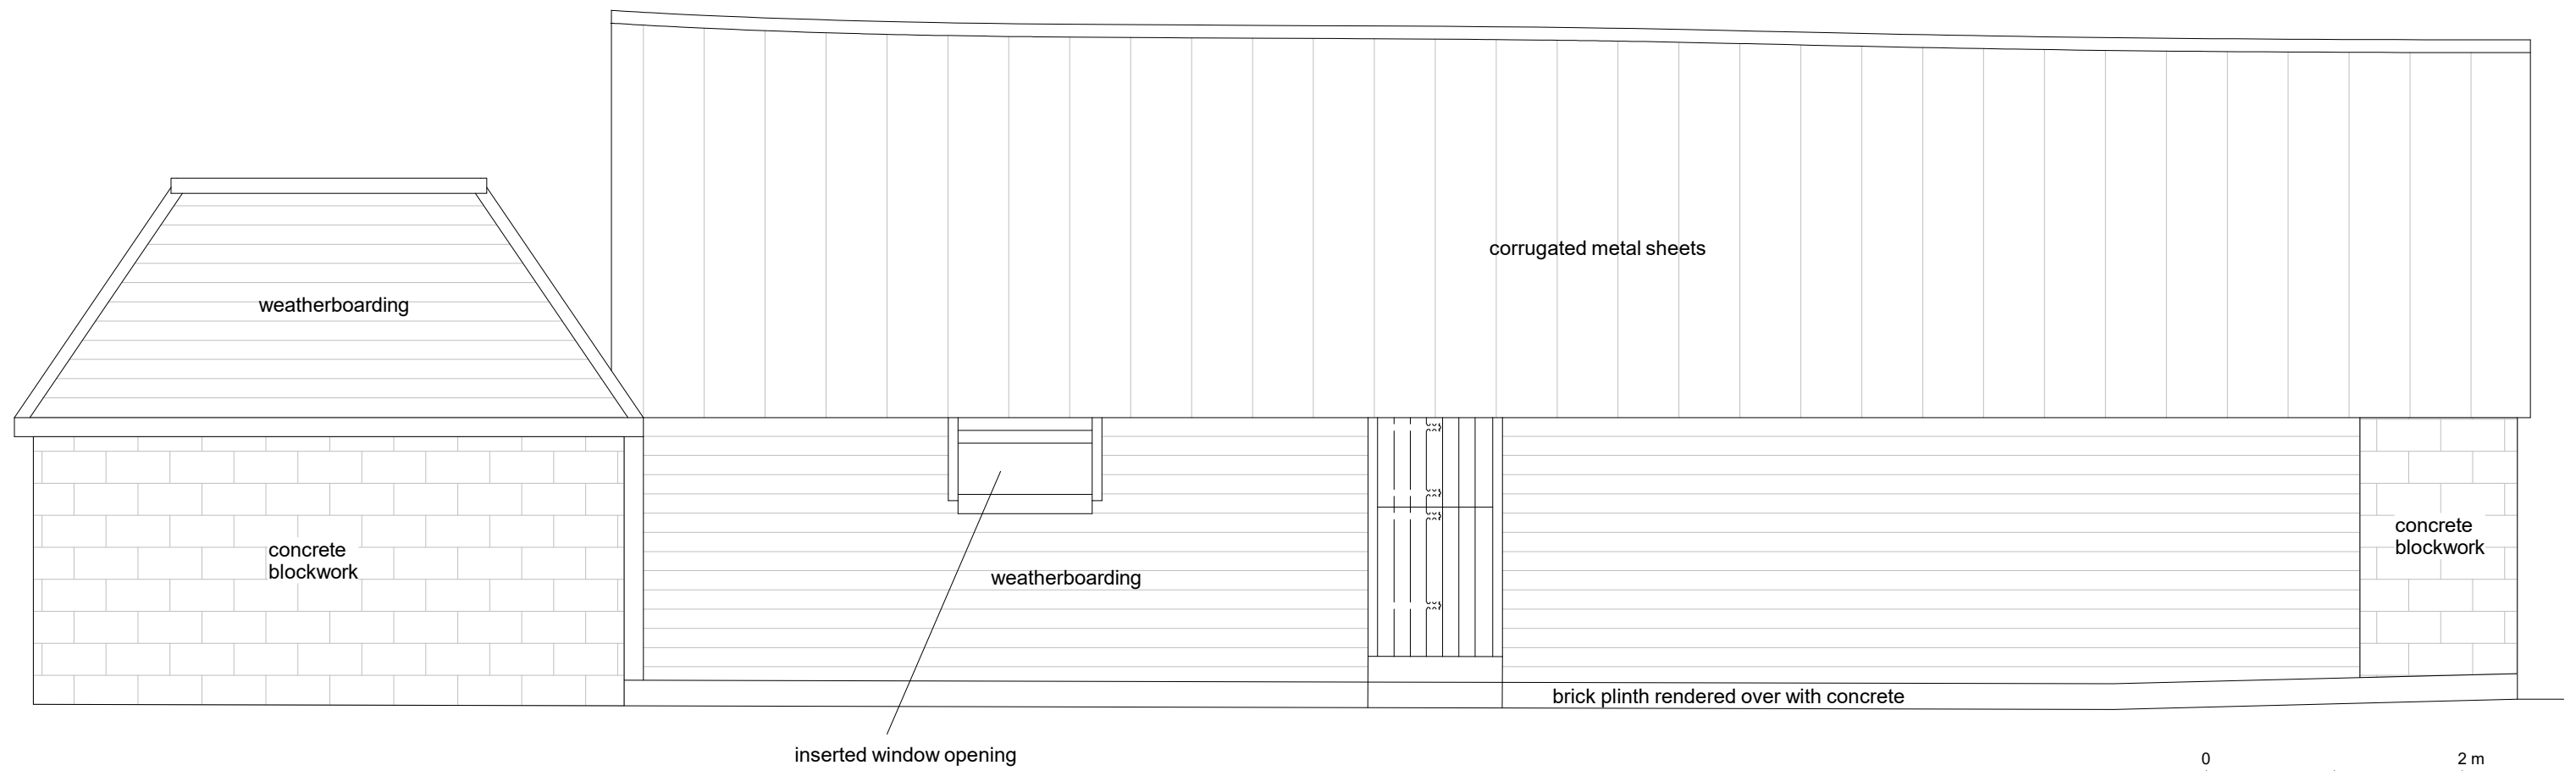 corrugated metal sheets
weatherboarding
concrete
blockwork
concrete
blockwork
weatherboarding
brick plinth rendered over with concrete
inserted window opening
0 2 m